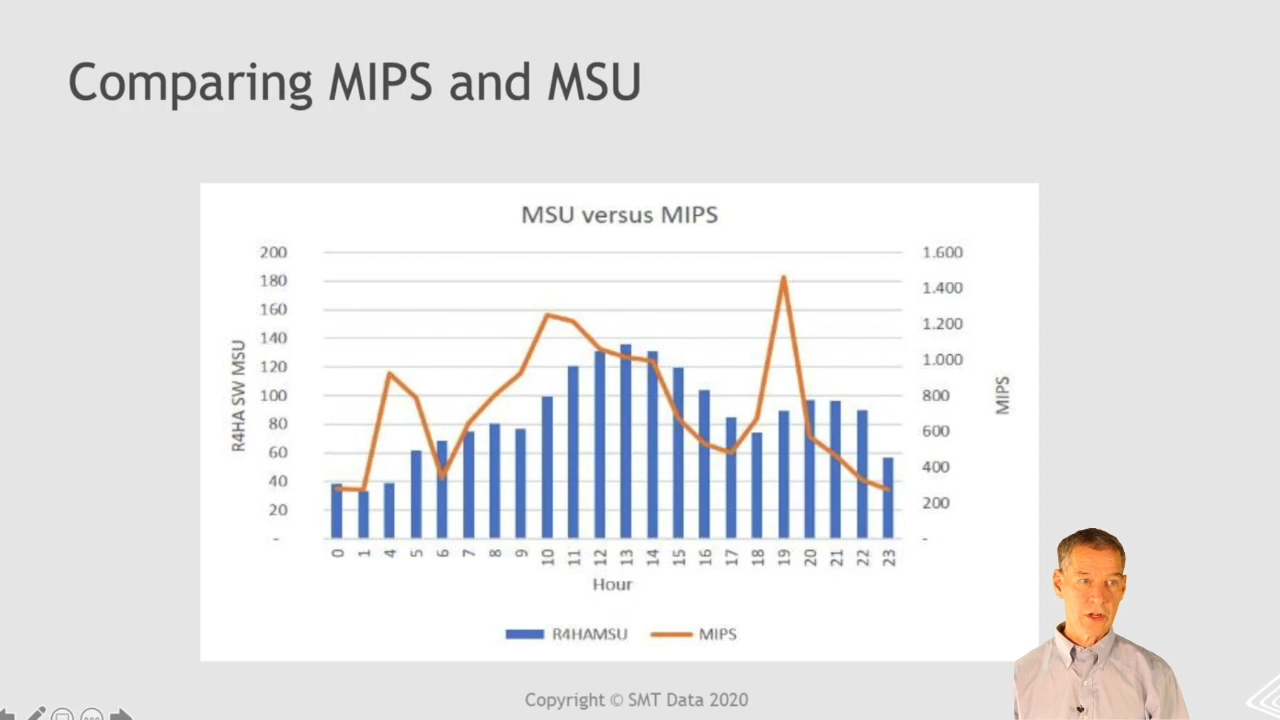 Comparing MIPS and MSU
MSU versus MIPS
200
180
160
140
120
100
80
60
40
20
-
R4HA SW MSU
1.600
1.400
1.200
1.000
800
600
400
200
-
MIPS
0 1 4 5 6 7 8 9 10 11 12 13 14 15 16 17 18 19 20 21 22 23
Hour
R4HAMSU MIPS
Copyright © SMT Data 2020